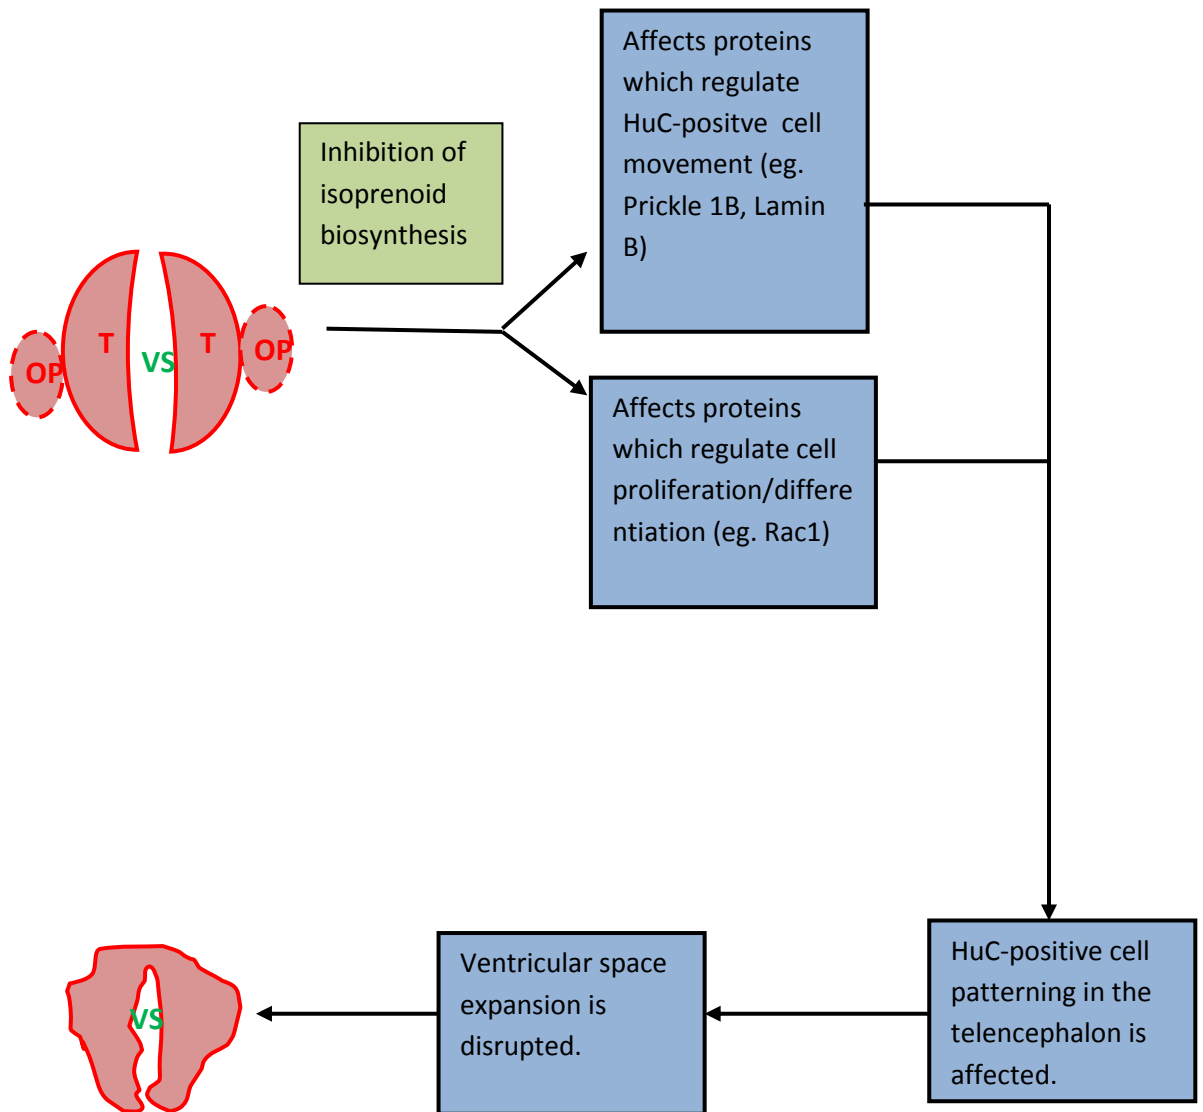 Affects proteins
which regulate
HuC-positve cell
movement (eg.
Prickle 1B, Lamin
B)
Inhibition of
isoprenoid
biosynthesis
OP
T
VS
T
OP
Affects proteins
which regulate cell
proliferation/differe
ntiation (eg. Rac1)
HuC-positive cell
patterning in the
telencephalon is
affected.
Ventricular space
expansion is
disrupted.
VS